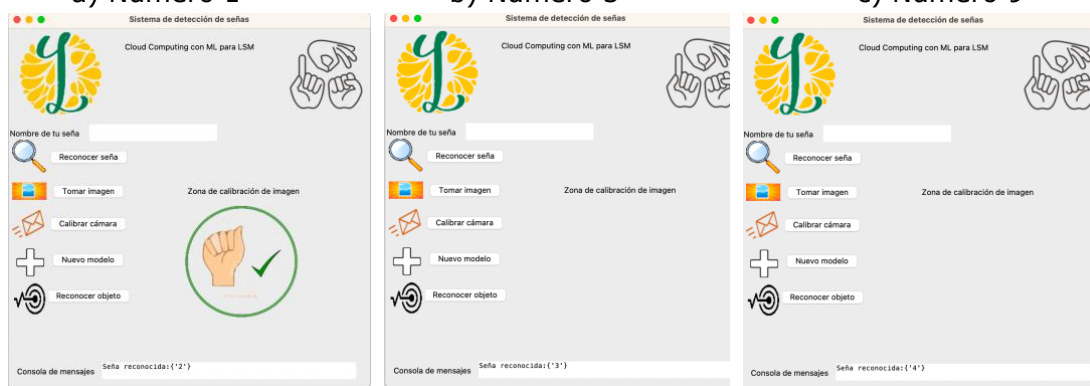 a) Número 1
b) Número
c) Número
Sistema de detección de señas
Cloud Computing con ML para LSM
Nombre de tu seña
Reconocer seña
Tomar imagen
Zona de calibración de imagen
Calibrar cámara
Nuevo modelo
Reconocer objeto
Consola de mensajes
Seña reconocida:{'2'}
Sistema de detección de señas
Cloud Computing con ML para LSM
Nombre de tu seña
Reconocer seña
Tomar imagen
Zona de calibración de imagen
Calibrar cámara
Nuevo modelo
Reconocer objeto
Consola de mensajes
Seña reconocida:{'3'}
Sistema de detección de señas
Cloud Computing con ML para LSM
Nombre de tu seña
Reconocer seña
Tomar imagen
Zona de calibración de imagen
Calibrar cámara
Nuevo modelo
Reconocer objeto
Consola de mensajes
Seña reconocida:{'4'}